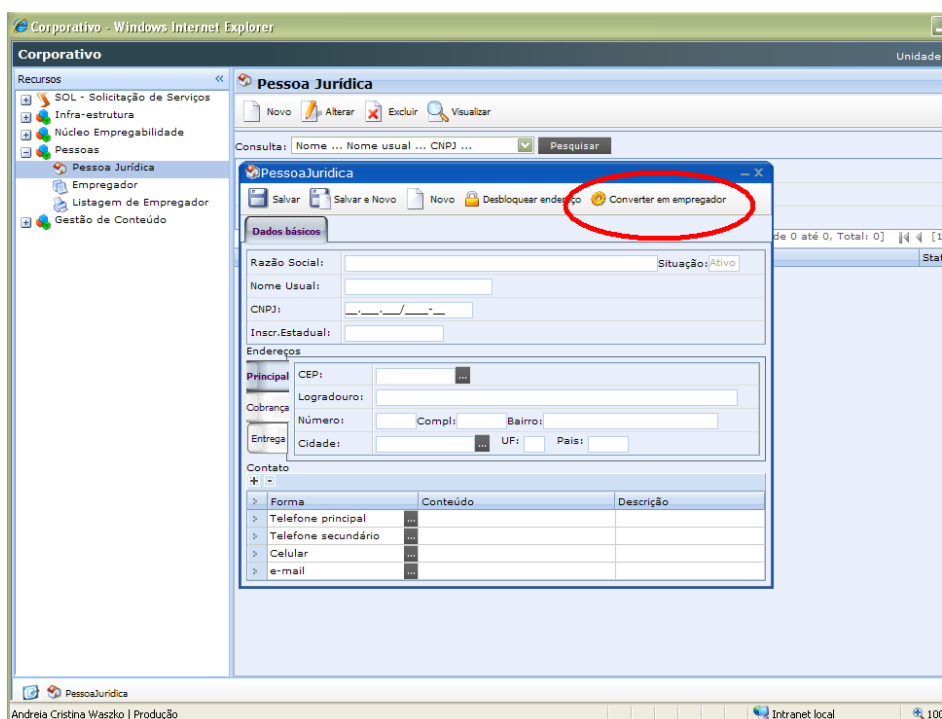 Corporativo - Windows Internet Explorer
Corporativo
Unidade
Recursos «
SOL - Solicitação de Serviços
Infra-estrutura
Núcleo Empregabilidade
Pessoas
Pessoa Jurídica
Empregador
Listagem de Empregador
Gestão de Conteúdo
Pessoa Jurídica
Novo Alterar Excluir Visualizar
Consulta: Nome ... Nome usual ... CNPJ ... Pesquisar
PessoaJuridica
Salvar Salvar e Novo Novo Desbloquear endereço Converter em empregador
Dados básicos
de 0 até 0, Total: 0] [1
Stat
Razão Social: Situação: Ativo
Nome Usual:
CNPJ: __.___.___/____-__
Inscr.Estadual:
Endereços
Principal
Cobrança
Entrega
CEP: ...
Logradouro:
Número: Compl: Bairro:
Cidade: ... UF: Pais:
Contato
+ -
> Forma Conteúdo Descrição
> Telefone principal ...
> Telefone secundário ...
> Celular ...
> e-mail ...
PessoaJuridica
Andreia Cristina Waszko | Produção
Intranet local 100